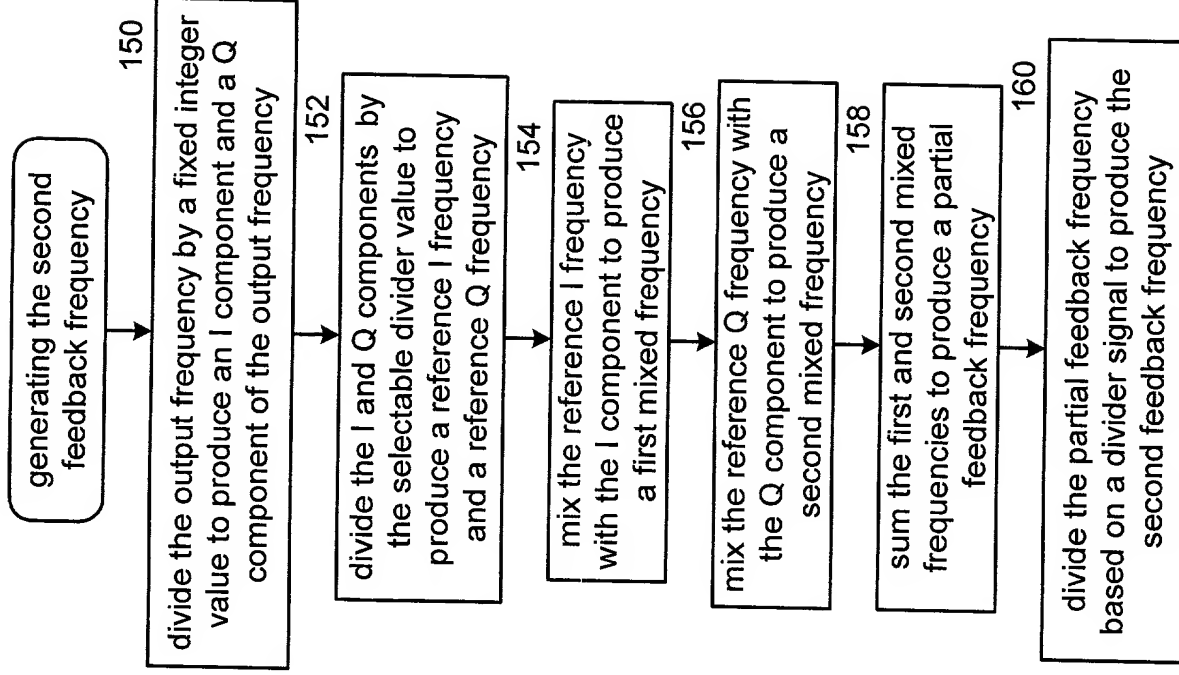 generating the second
feedback frequency
150
divide the output frequency by a fixed integer
value to produce an I component and a Q
component of the output frequency
152
divide the I and Q components by
the selectable divider value to
produce a reference I frequency
and a reference Q frequency
154
mix the reference I frequency
with the I component to produce
a first mixed frequency
156
mix the reference Q frequency with
the Q component to produce a
second mixed frequency
158
sum the first and second mixed
frequencies to produce a partial
feedback frequency
160
divide the partial feedback frequency
based on a divider signal to produce the
second feedback frequency